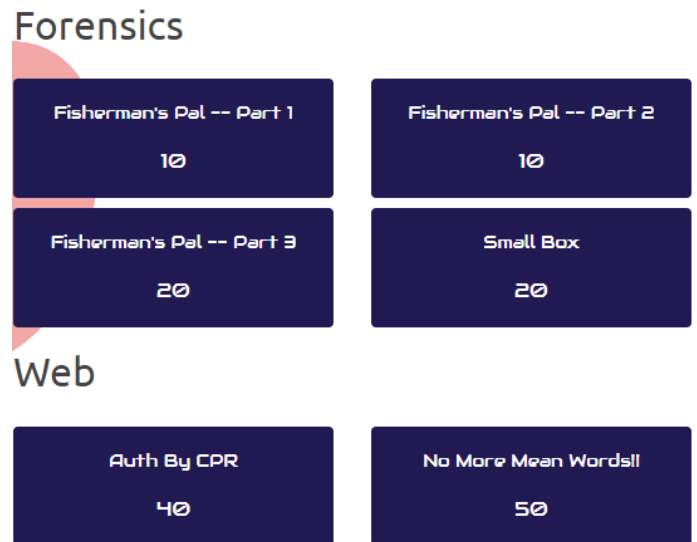 Forensics
Fisherman's Pal -- Part 1
10
Fisherman's Pal -- Part 2
10
Fisherman's Pal -- Part 3
20
Small Box
20
Web
Auth By CPR
40
No More Mean Words!!
50